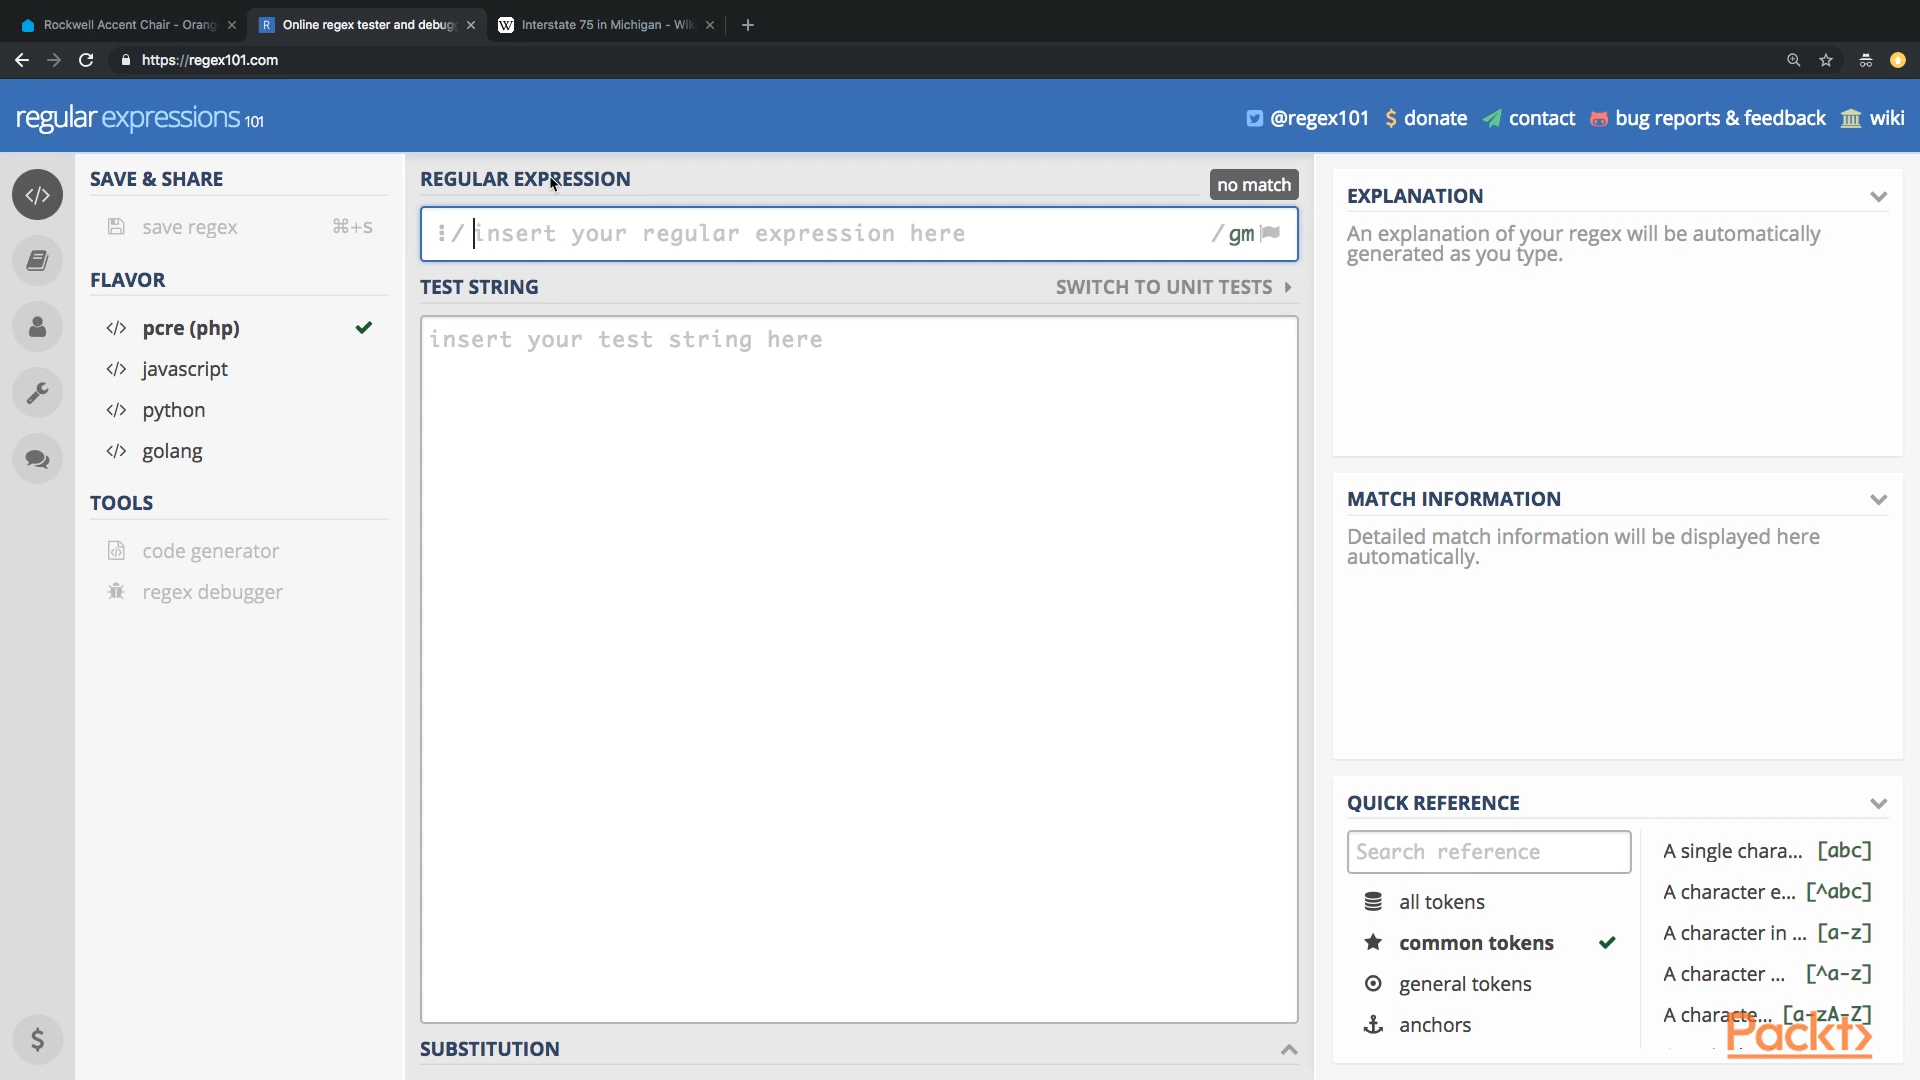 Rockwell Accent Chair - Orang
Online regex tester and debug
Interstate 75 in Michigan - Wik
https://regex101.com
regular expressions 101
@regex101
$ donate
contact
bug reports & feedback
wiki
SAVE & SHARE
save regex ⌘+S
FLAVOR
</> pcre (php)
</> javascript
</> python
</> golang
TOOLS
code generator
regex debugger
REGULAR EXPRESSION
no match
/ insert your regular expression here / gm
TEST STRING
SWITCH TO UNIT TESTS
insert your test string here
SUBSTITUTION
EXPLANATION
An explanation of your regex will be automatically
generated as you type.
MATCH INFORMATION
Detailed match information will be displayed here
automatically.
QUICK REFERENCE
Search reference
all tokens
common tokens
general tokens
anchors
A single chara... [abc]
A character e... [^abc]
A character in ... [a-z]
A character ... [^a-z]
A characte... [a-zA-Z]
Packt>